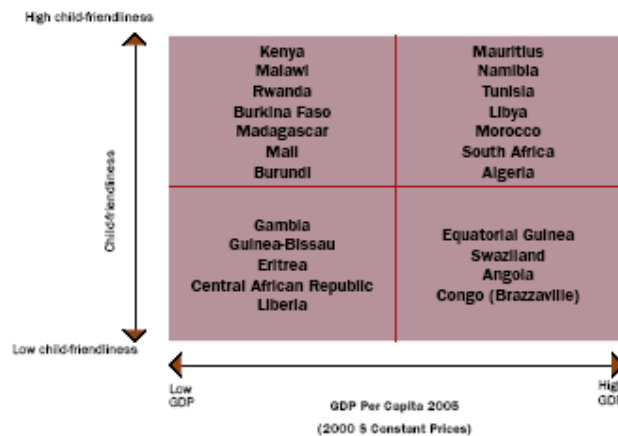 High child-friendliness
Kenya
Malawi
Rwanda
Burkina Faso
Madagascar
Mali
Burundi
Mauritius
Namibia
Tunisia
Libya
Morocco
South Africa
Algeria
Child-friendliness
Gambia
Guinea-Bissau
Eritrea
Central African Republic
Liberia
Equatorial Guinea
Swaziland
Angola
Congo (Brazzaville)
Low child-friendliness
Low
GDP
High
GDP
GDP Per Capita 2005
(2000 $ Constant Prices)